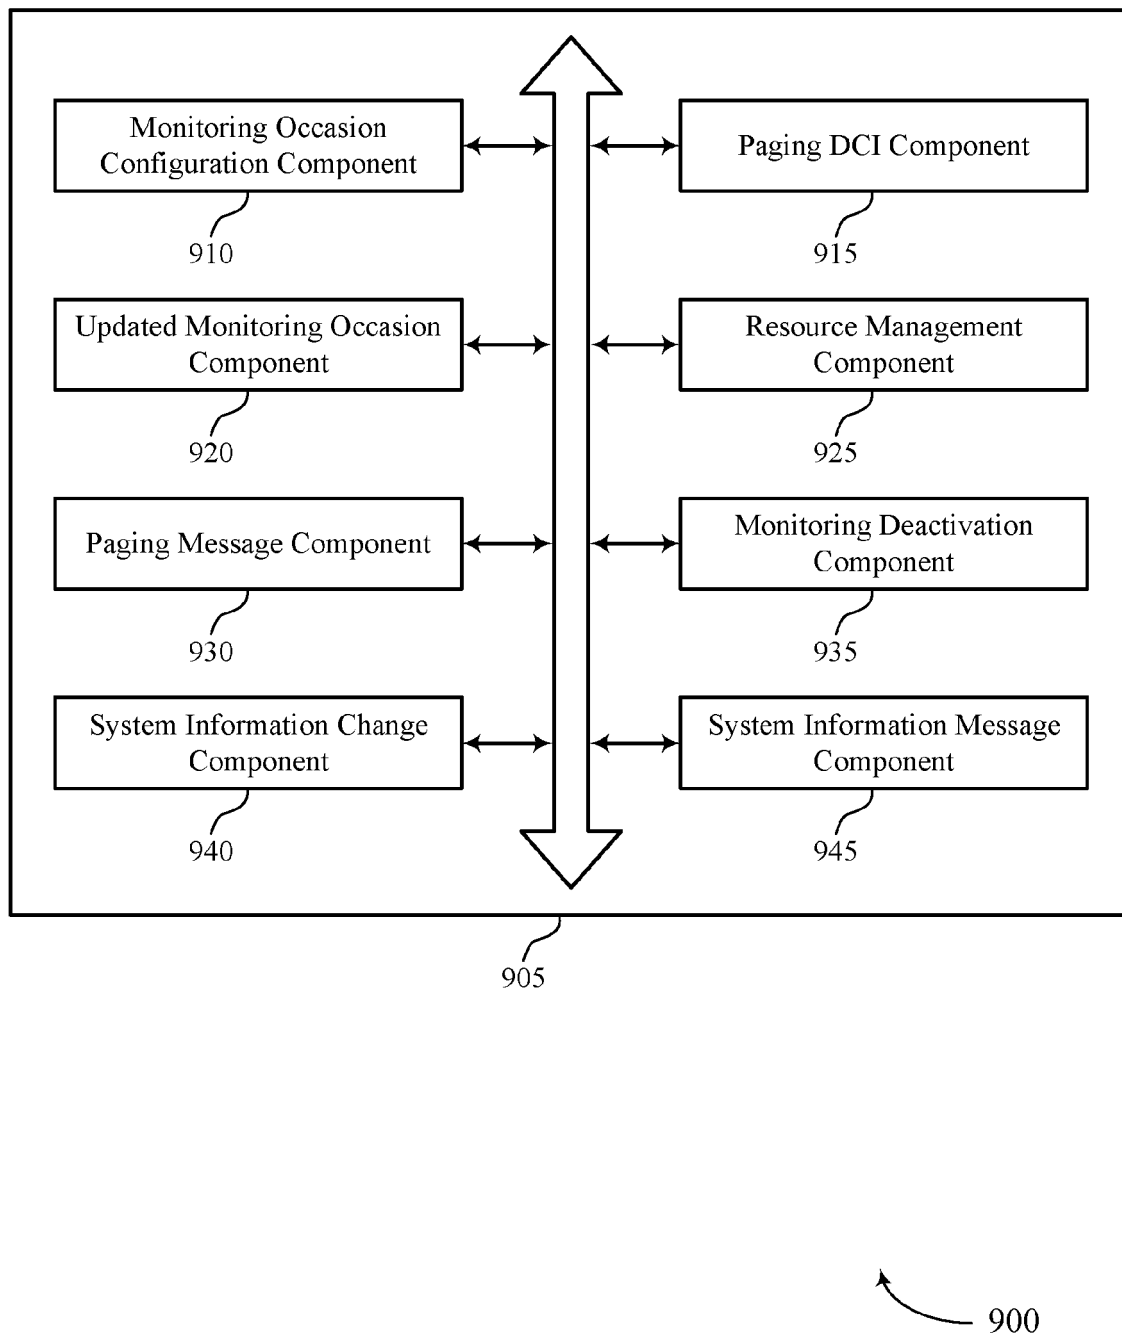 Monitoring Occasion
Configuration Component
910
Paging DCI Component
915
Updated Monitoring Occasion
Component
920
Resource Management
Component
925
Paging Message Component
930
Monitoring Deactivation
Component
935
System Information Change
Component
940
System Information Message
Component
945
905
900